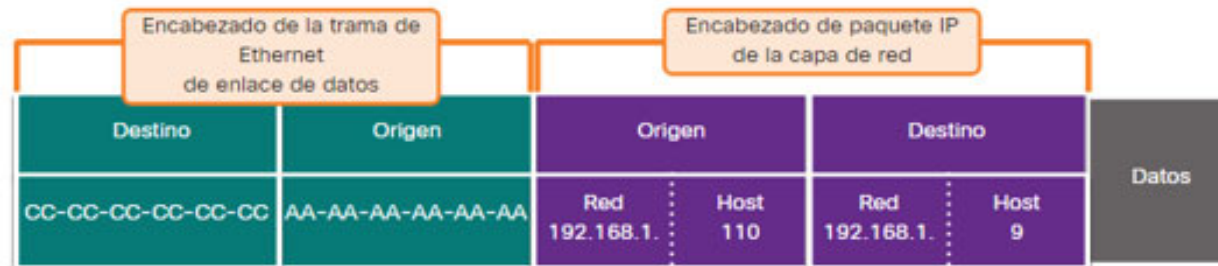 Encabezado de la trama de
Ethernet
de enlace de datos
Encabezado de paquete IP
de la capa de red
Destino
Origen
Origen
Destino
Datos
CC-CC-CC-CC-CC-CC
AA-AA-AA-AA-AA-AA
Red
192.168.1.
Host
110
Red
192.168.1.
Host
9